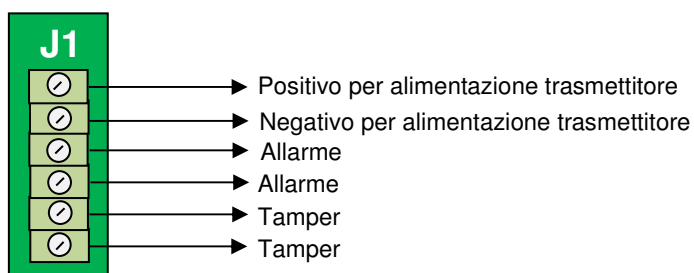 J1
Positivo per alimentazione trasmettitore
Negativo per alimentazione trasmettitore
Allarme
Allarme
Tamper
Tamper